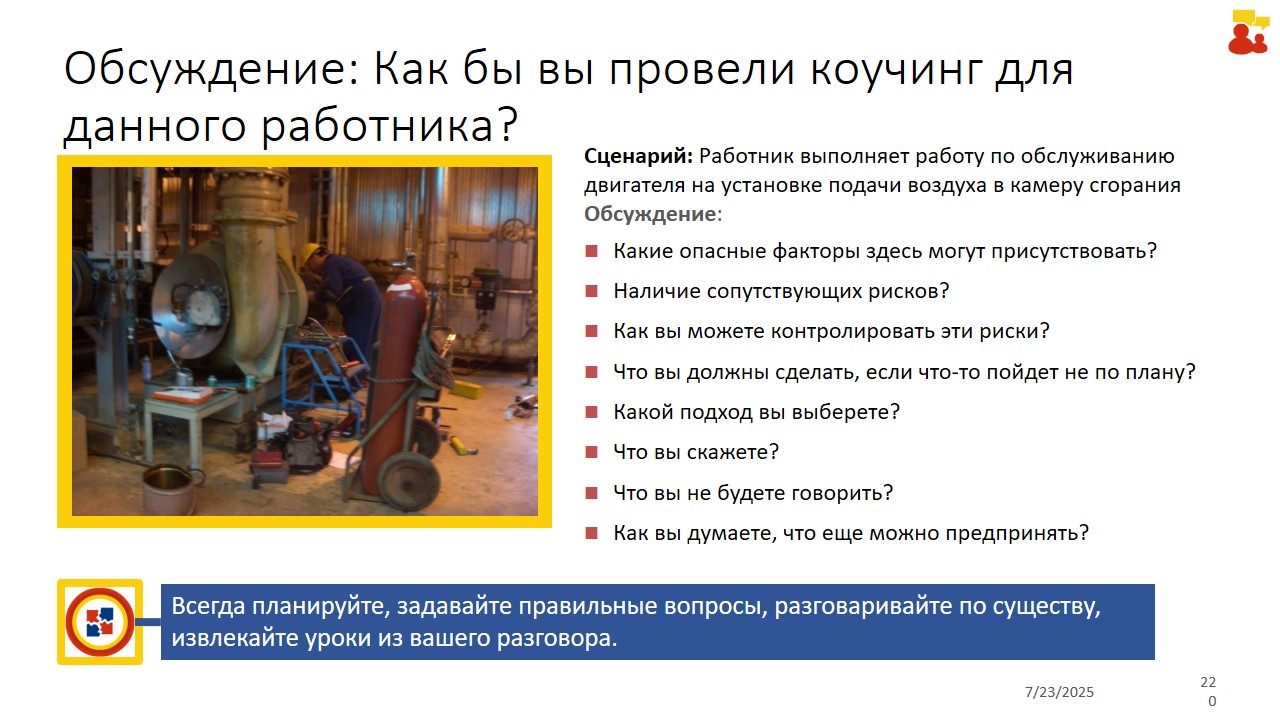 Обсуждение: Как бы вы провели коучинг для
данного работника?
Сценарий: Работник выполняет работу по обслуживанию
двигателя на установке подачи воздуха в камеру сгорания
Обсуждение:
Какие опасные факторы здесь могут присутствовать?
Наличие сопутствующих рисков?
Как вы можете контролировать эти риски?
Что вы должны сделать, если что-то пойдет не по плану?
Какой подход вы выберете?
Что вы скажете?
Что вы не будете говорить?
Как вы думаете, что еще можно предпринять?
Всегда планируйте, задавайте правильные вопросы, разговаривайте по существу,
извлекайте уроки из вашего разговора.
7/23/2025
22
0